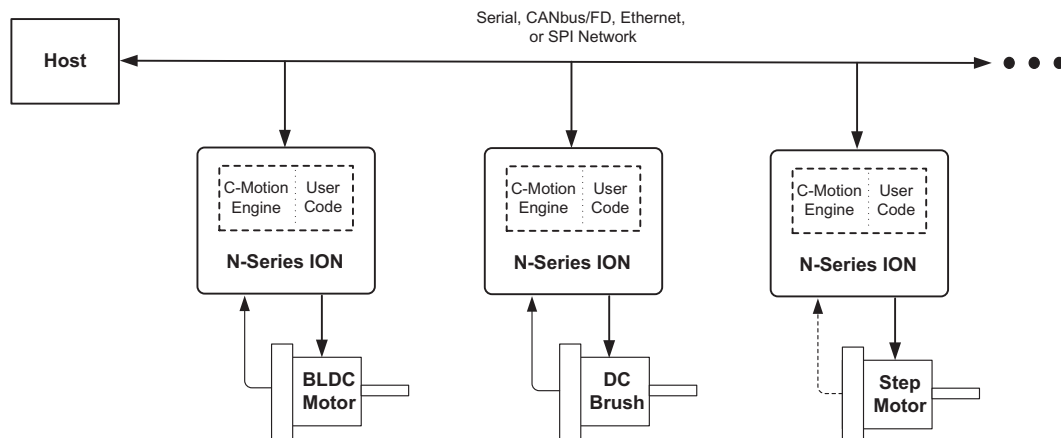 Serial, CANbus/FD, Ethernet,
or SPI Network
Host
C-Motion
Engine
User
Code
N-Series ION
C-Motion
Engine
User
Code
N-Series ION
C-Motion
Engine
User
Code
N-Series ION
BLDC
Motor
DC
Brush
Step
Motor